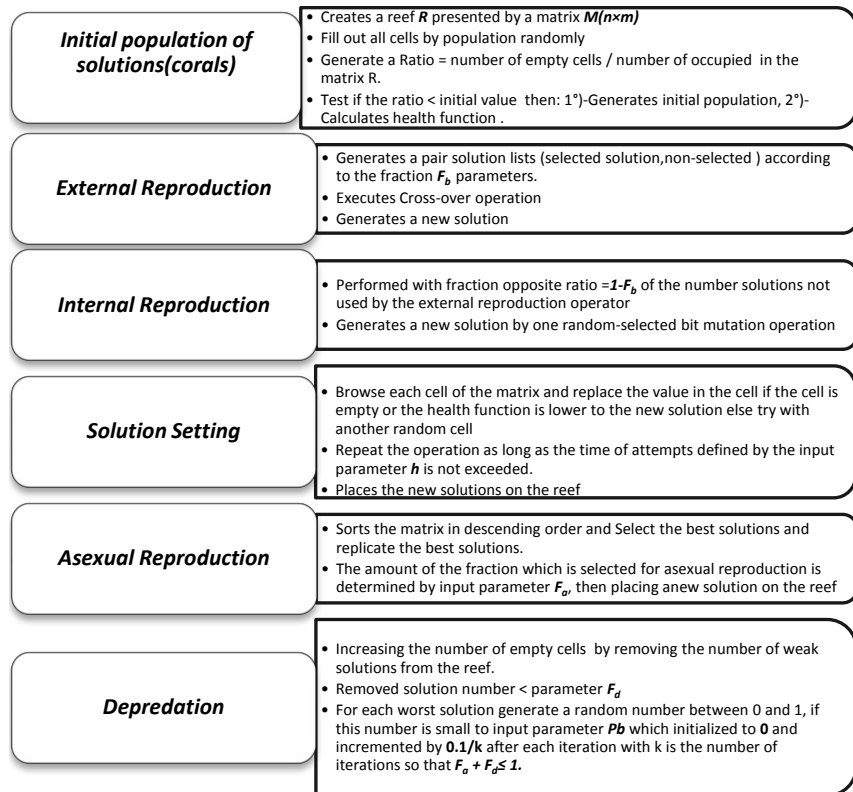 Initial population of
solutions(corals)
• Creates a reef R presented by a matrix M(n×m)
• Fill out all cells by population randomly
• Generate a Ratio = number of empty cells / number of occupied in the
matrix R.
• Test if the ratio < initial value then: 1°)-Generates initial population, 2°)-
Calculates health function .
External Reproduction
• Generates a pair solution lists (selected solution,non-selected ) according
to the fraction Fb parameters.
• Executes Cross-over operation
• Generates a new solution
Internal Reproduction
• Performed with fraction opposite ratio =1-Fb of the number solutions not
used by the external reproduction operator
• Generates a new solution by one random-selected bit mutation operation
Solution Setting
• Browse each cell of the matrix and replace the value in the cell if the cell is
empty or the health function is lower to the new solution else try with
another random cell
• Repeat the operation as long as the time of attempts defined by the input
parameter h is not exceeded.
• Places the new solutions on the reef
Asexual Reproduction
• Sorts the matrix in descending order and Select the best solutions and
replicate the best solutions.
• The amount of the fraction which is selected for asexual reproduction is
determined by input parameter Fa, then placing anew solution on the reef
Depredation
• Increasing the number of empty cells by removing the number of weak
solutions from the reef.
• Removed solution number < parameter Fd
• For each worst solution generate a random number between 0 and 1, if
this number is small to input parameter Pb which initialized to 0 and
incremented by 0.1/k after each iteration with k is the number of
iterations so that Fa + Fd≤ 1.